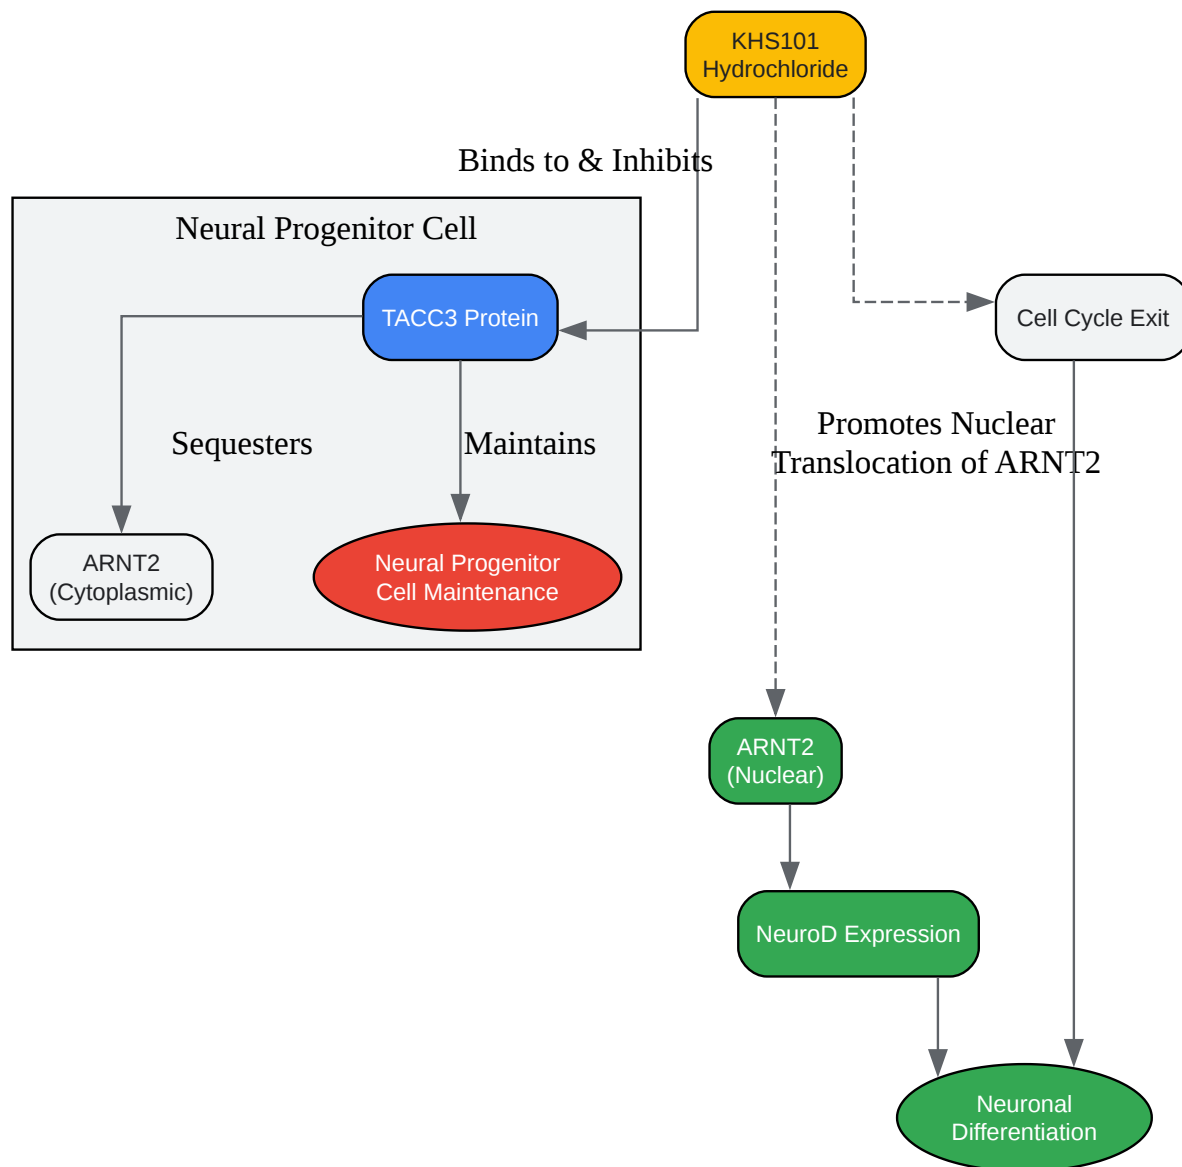 KHS101
Hydrochloride
Binds to & Inhibits
Neural Progenitor Cell
TACC3 Protein
Cell Cycle Exit
Sequesters
Maintains
Promotes Nuclear
Translocation of ARNT2
ARNT2
(Cytoplasmic)
Neural Progenitor
Cell Maintenance
ARNT2
(Nuclear)
NeuroD Expression
Neuronal
Differentiation